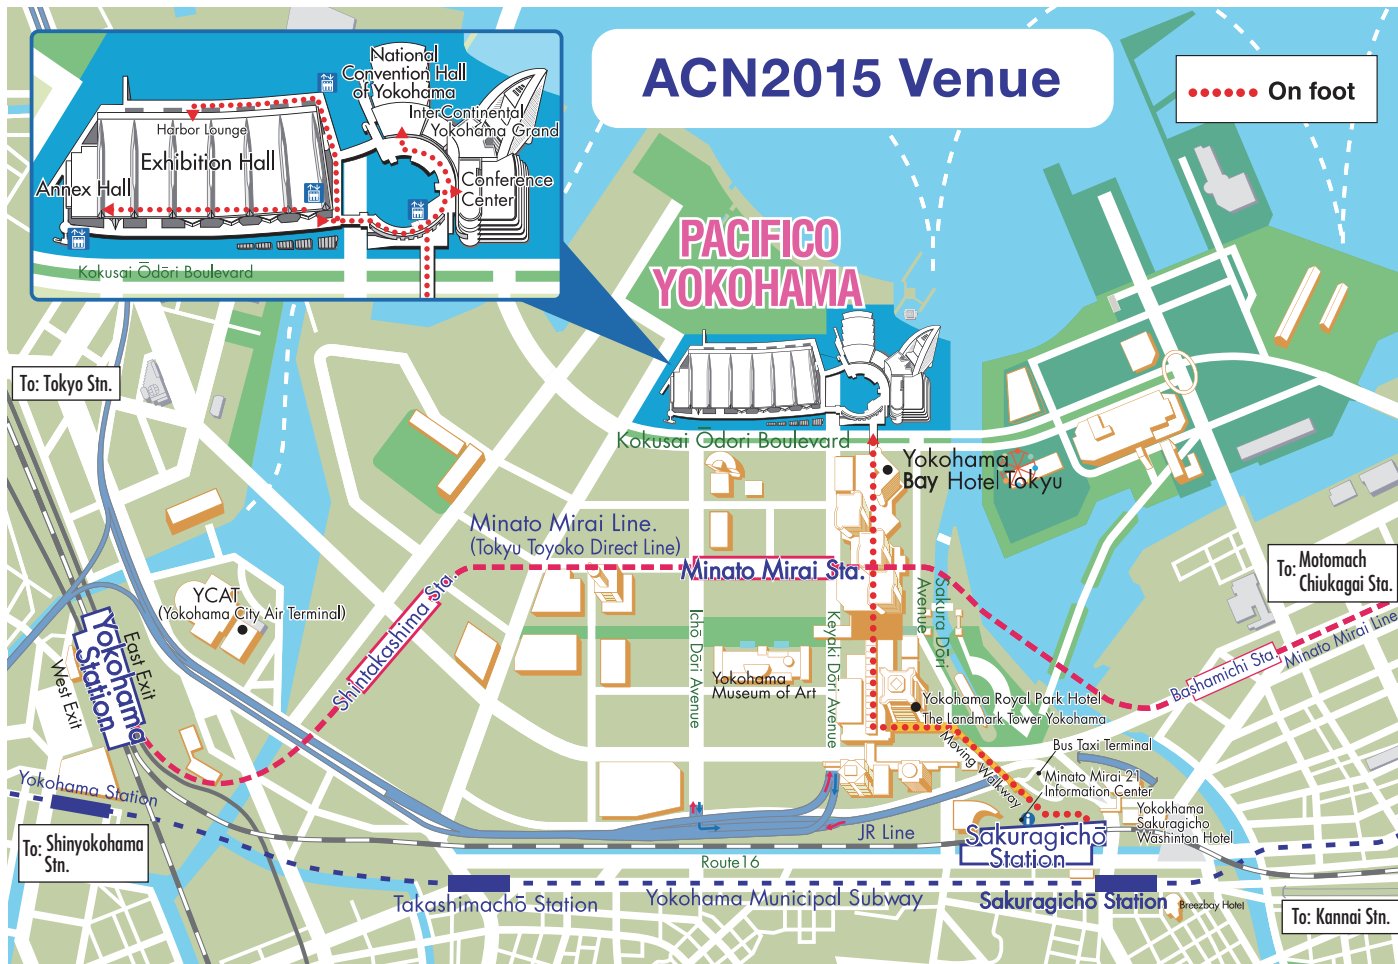 ACN2015 Venue
On foot
National
Convention Hall
of Yokohama
InterContinental
Yokohama Grand
Harbor Lounge
Exhibition Hall
Annex Hall
Conference
Center
Kokusai Ōdōri Boulevard
PACIFICO
YOKOHAMA
To: Tokyo Stn.
Kokusai Ōdori Boulevard
Yokohama
Bay Hotel Tokyu
Minato Mirai Line.
(Tokyu Toyoko Direct Line)
Minato Mirai Sta.
To: Motomach
Chiukagai Sta.
YCAT
(Yokohama City Air Terminal)
Shintakashima Sta.
Yokohama
Station
East Exit
West Exit
Ichō Dōri Avenue
Keyaki Dōri Avenue
Sakura Dōri
Avenue
Yokohama
Museum of Art
Bashamichi Sta.
Minato Mirai Line
Yokohama Royal Park Hotel
The Landmark Tower Yokohama
Moving Walkway
Bus Taxi Terminal
Minato Mirai 21
Information Center
i
Yokokhama
Sakuragicho
Washinton Hotel
Yokohama Station
JR Line
Sakuragichō
Station
To: Shinyokohama
Stn.
Route16
Takashimachō Station
Yokohama Municipal Subway
Sakuragichō Station
Breezbay Hotel
To: Kannai Stn.